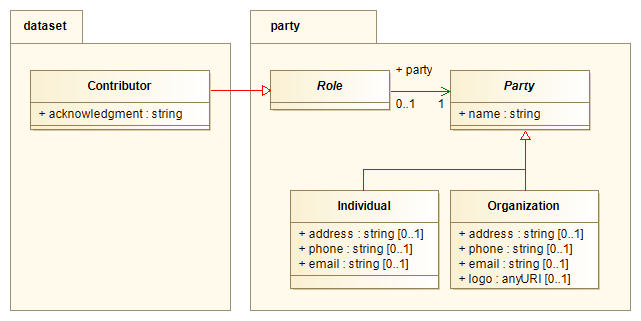 dataset
party
Contributor
+ acknowledgment : string
Role
+ party
0..1
1
Party
+ name : string
Individual
+ address : string [0..1]
+ phone : string [0..1]
+ email : string [0..1]
Organization
+ address : string [0..1]
+ phone : string [0..1]
+ email : string [0..1]
+ logo : anyURI [0..1]